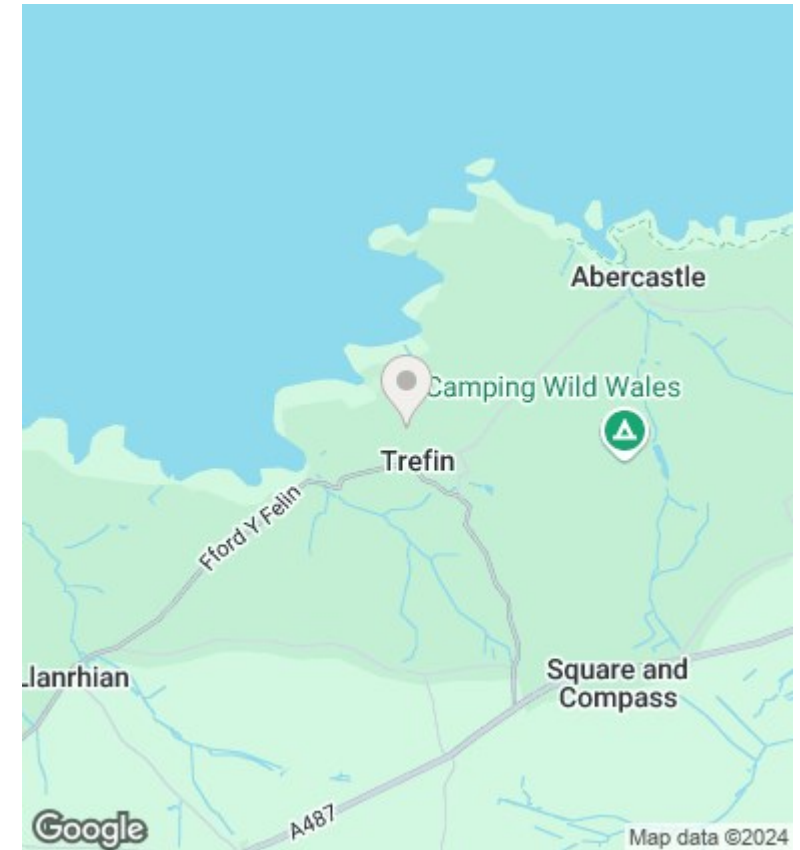 Abercastle
Camping Wild Wales
Trefin
Fford Y Felin
Llanrhian
Square and
Compass
A487
Google
Map data ©2024